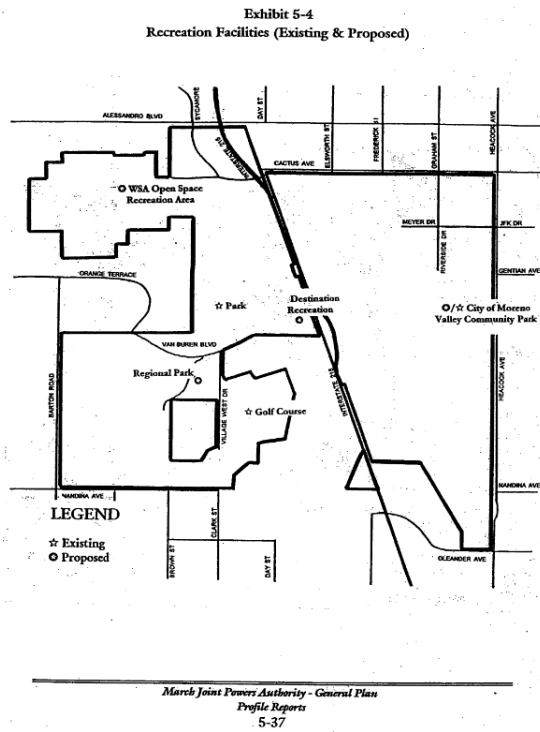 Exhibit 5-4
Recreation Facilities (Existing & Proposed)
ALESSANDRO BLVD
SYCAMORE
DAY ST
ELSWORTH ST
FREDERICK ST
GRAHAM ST
HEACOCK AVE
INTERSTATE 215
CACTUS AVE
WSA Open Space
Recreation Area
MEYER DR
JFK DR
RIVERSIDE DR
GENTIAN AVE
ORANGE TERRACE
☆ Park
Destination
Recreation
/☆ City of Moreno
Valley Community Park
VAN BUREN BLVD
Regional Park
BARTON ROAD
VILLAGE WEST DR
☆ Golf Course
INTERSTATE 215
HEACOCK AVE
NANDINA AVE
NANDINA AVE
LEGEND
☆ Existing
Proposed
BROWN ST
CLARK ST
DAY ST
OLEANDER AVE
March Joint Powers Authority - General Plan
Profile Reports
5-37